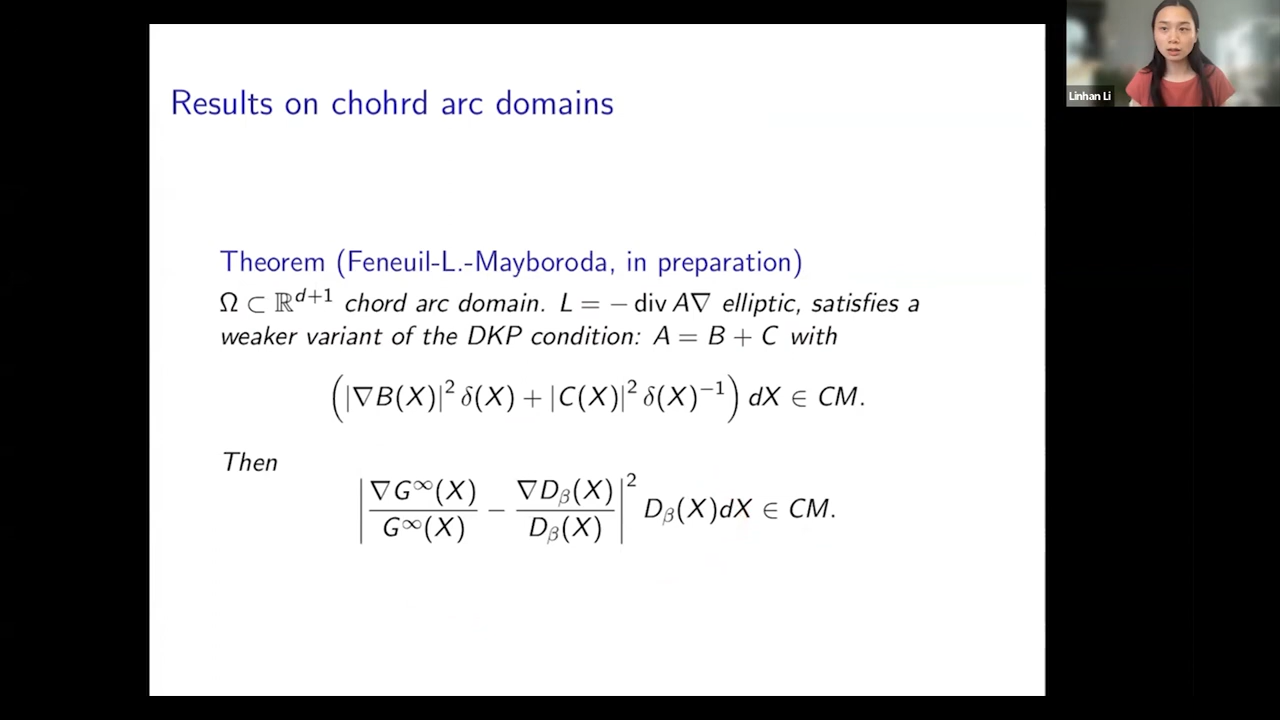 Results on chohrd arc domains
Linhan Li
Theorem (Feneuil-L.-Mayboroda, in preparation)
Ω ⊂ ℝ^{d+1} chord arc domain. L = − div A∇ elliptic, satisfies a
weaker variant of the DKP condition: A = B + C with
(|∇B(X)|² δ(X) + |C(X)|² δ(X)⁻¹) dX ∈ CM.
Then
|∇G^∞(X)/G^∞(X) − ∇D_β(X)/D_β(X)|² D_β(X)dX ∈ CM.